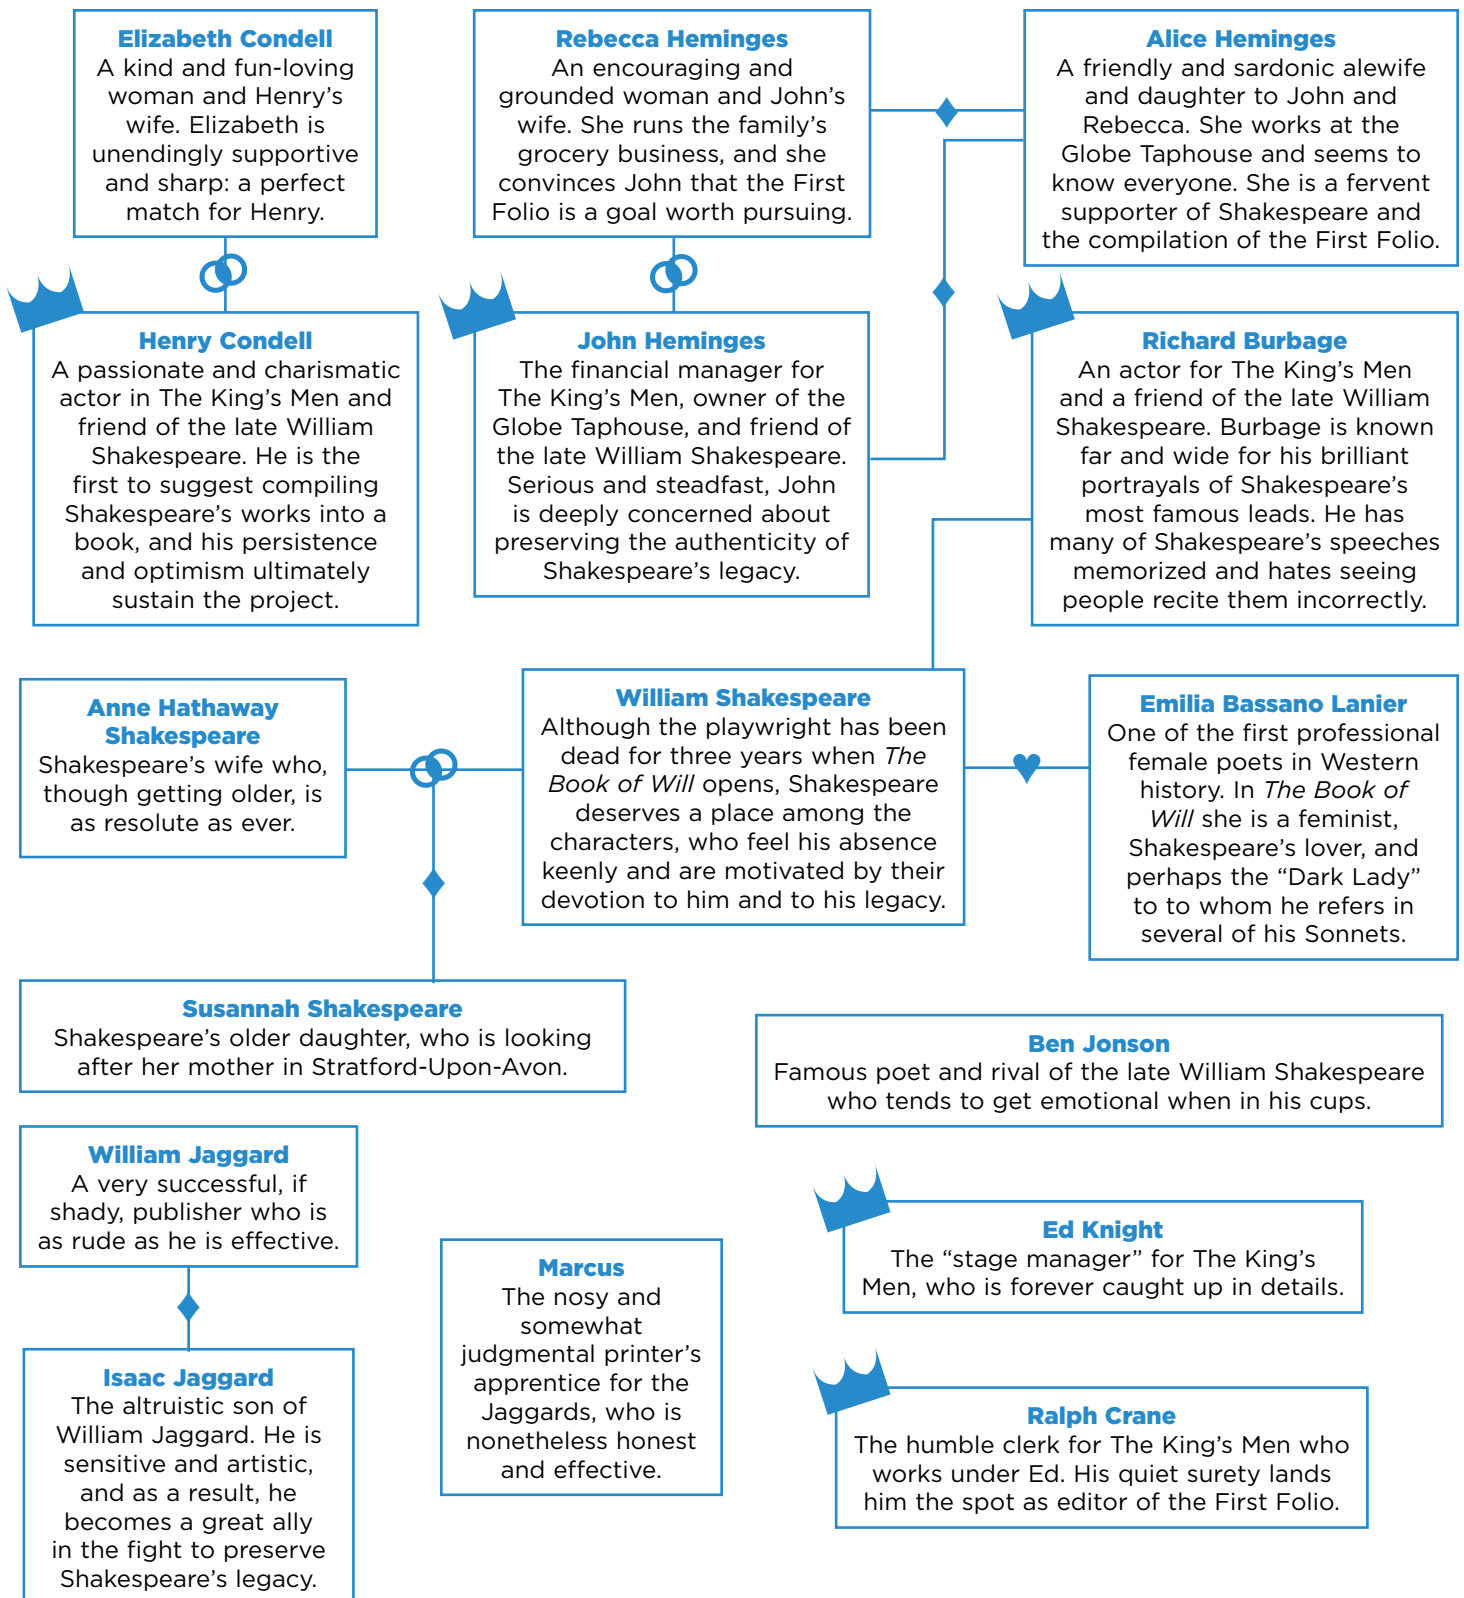 Elizabeth Condell
A kind and fun-loving
woman and Henry’s
wife. Elizabeth is
unendingly supportive
and sharp: a perfect
match for Henry.
Rebecca Heminges
An encouraging and
grounded woman and John’s
wife. She runs the family’s
grocery business, and she
convinces John that the First
Folio is a goal worth pursuing.
Alice Heminges
A friendly and sardonic alewife
and daughter to John and
Rebecca. She works at the
Globe Taphouse and seems to
know everyone. She is a fervent
supporter of Shakespeare and
the compilation of the First Folio.
Henry Condell
A passionate and charismatic
actor in The King’s Men and
friend of the late William
Shakespeare. He is the
first to suggest compiling
Shakespeare’s works into a
book, and his persistence
and optimism ultimately
sustain the project.
John Heminges
The financial manager for
The King’s Men, owner of the
Globe Taphouse, and friend of
the late William Shakespeare.
Serious and steadfast, John
is deeply concerned about
preserving the authenticity of
Shakespeare’s legacy.
Richard Burbage
An actor for The King’s Men
and a friend of the late William
Shakespeare. Burbage is known
far and wide for his brilliant
portrayals of Shakespeare’s
most famous leads. He has
many of Shakespeare’s speeches
memorized and hates seeing
people recite them incorrectly.
Anne Hathaway
Shakespeare
Shakespeare’s wife who,
though getting older, is
as resolute as ever.
William Shakespeare
Although the playwright has been
dead for three years when The
Book of Will opens, Shakespeare
deserves a place among the
characters, who feel his absence
keenly and are motivated by their
devotion to him and to his legacy.
Emilia Bassano Lanier
One of the first professional
female poets in Western
history. In The Book of
Will she is a feminist,
Shakespeare’s lover, and
perhaps the “Dark Lady”
to to whom he refers in
several of his Sonnets.
Susannah Shakespeare
Shakespeare’s older daughter, who is looking
after her mother in Stratford-Upon-Avon.
Ben Jonson
Famous poet and rival of the late William Shakespeare
who tends to get emotional when in his cups.
William Jaggard
A very successful, if
shady, publisher who is
as rude as he is effective.
Marcus
The nosy and
somewhat
judgmental printer’s
apprentice for the
Jaggards, who is
nonetheless honest
and effective.
Ed Knight
The “stage manager” for The King’s
Men, who is forever caught up in details.
Isaac Jaggard
The altruistic son of
William Jaggard. He is
sensitive and artistic,
and as a result, he
becomes a great ally
in the fight to preserve
Shakespeare’s legacy.
Ralph Crane
The humble clerk for The King’s Men who
works under Ed. His quiet surety lands
him the spot as editor of the First Folio.